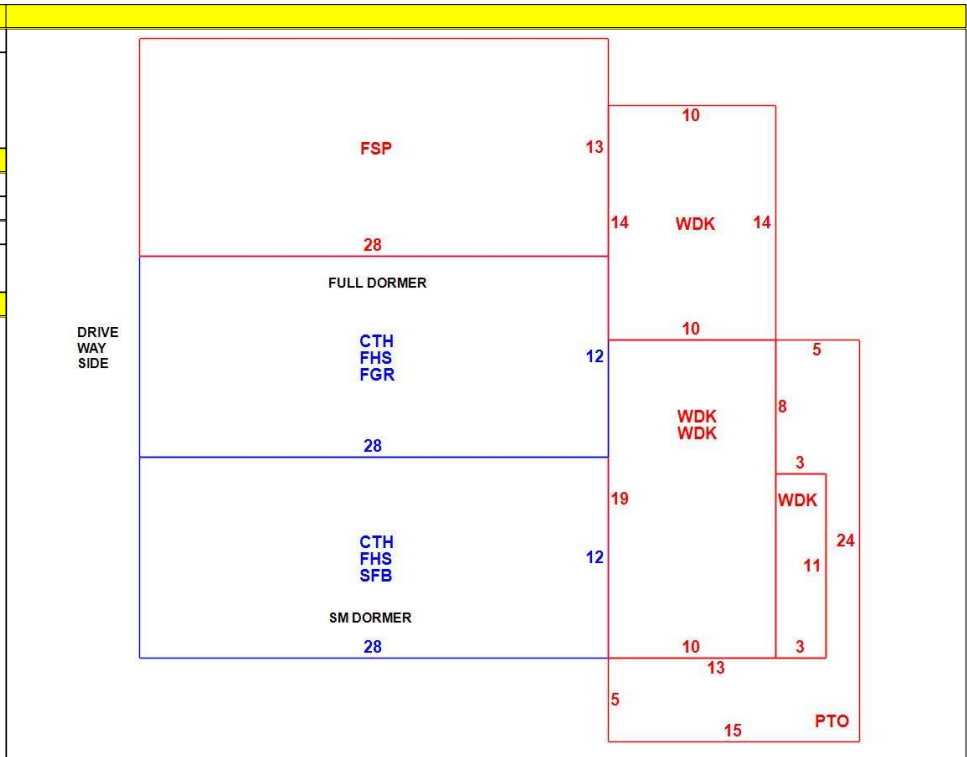 10
FSP
13
14
WDK
14
28
FULL DORMER
10
DRIVE
WAY
SIDE
CTH
FHS
FGR
12
5
8
WDK
WDK
28
3
19
WDK
24
CTH
FHS
SFB
12
11
SM DORMER
28
10
3
13
5
15
PTO